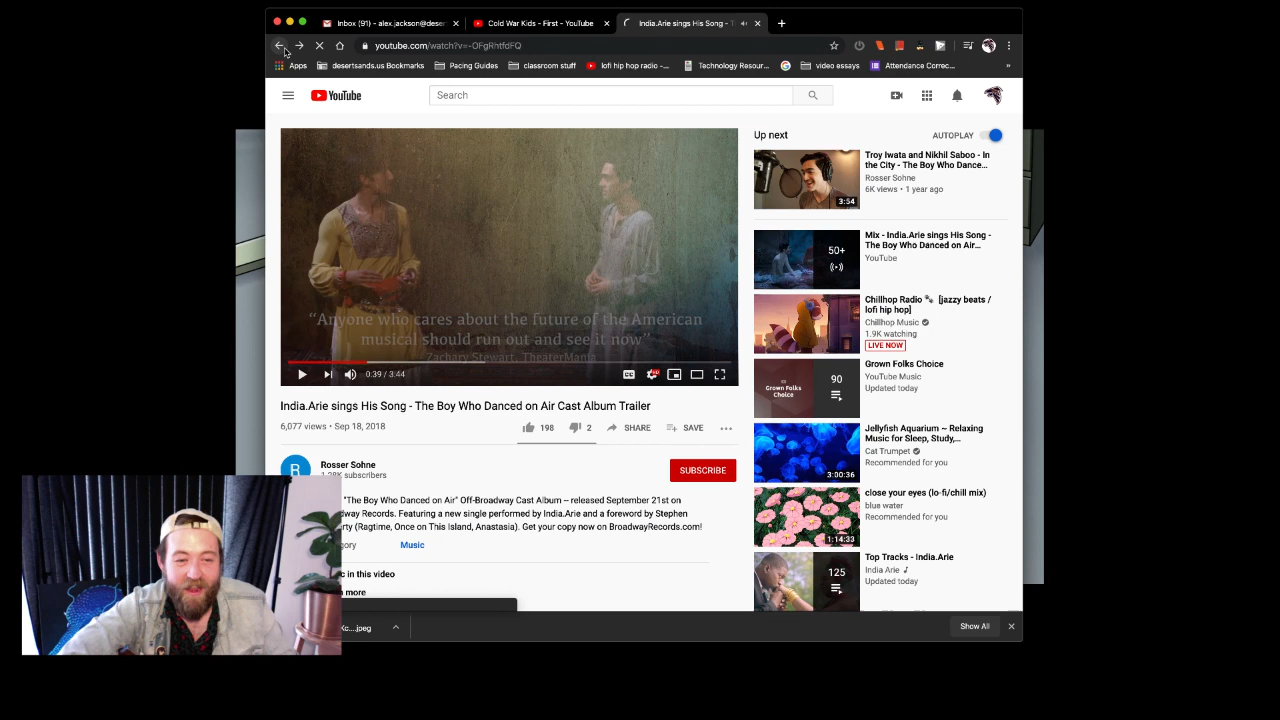 Inbox (91) - alex.jackson@deser
Cold War Kids - First - YouTube
India.Arie sings His Song - T
youtube.com/watch?v=-OFgRhtfdFQ
Apps
desertsands.us Bookmarks
Pacing Guides
classroom stuff
lofi hip hop radio -...
Technology Resour...
video essays
Attendance Correc...
YouTube
Search
“Anyone who cares about the future of the American
musical should run out and see it now”
Zachary Stewart, TheaterMania
0:39 / 3:44
India.Arie sings His Song - The Boy Who Danced on Air Cast Album Trailer
6,077 views • Sep 18, 2018
198
2
SHARE
SAVE
Rosser Sohne
1.28K subscribers
SUBSCRIBE
"The Boy Who Danced on Air" Off-Broadway Cast Album -- released September 21st on
dway Records. Featuring a new single performed by India.Arie and a foreword by Stephen
rty (Ragtime, Once on This Island, Anastasia). Get your copy now on BroadwayRecords.com!
gory
Music
c in this video
n more
Up next
AUTOPLAY
Troy Iwata and Nikhil Saboo - In
the City - The Boy Who Dance...
Rosser Sohne
6K views • 1 year ago
3:54
Mix - India.Arie sings His Song -
The Boy Who Danced on Air...
YouTube
50+
Chillhop Radio 🐾 [jazzy beats /
lofi hip hop]
Chillhop Music
1.9K watching
LIVE NOW
Grown Folks Choice
YouTube Music
Updated today
Grown Folks
Choice
90
Jellyfish Aquarium ~ Relaxing
Music for Sleep, Study,...
Cat Trumpet
Recommended for you
3:00:36
close your eyes (lo-fi/chill mix)
blue water
Recommended for you
1:14:33
Top Tracks - India.Arie
India Arie
Updated today
125
Kc....jpeg
Show All